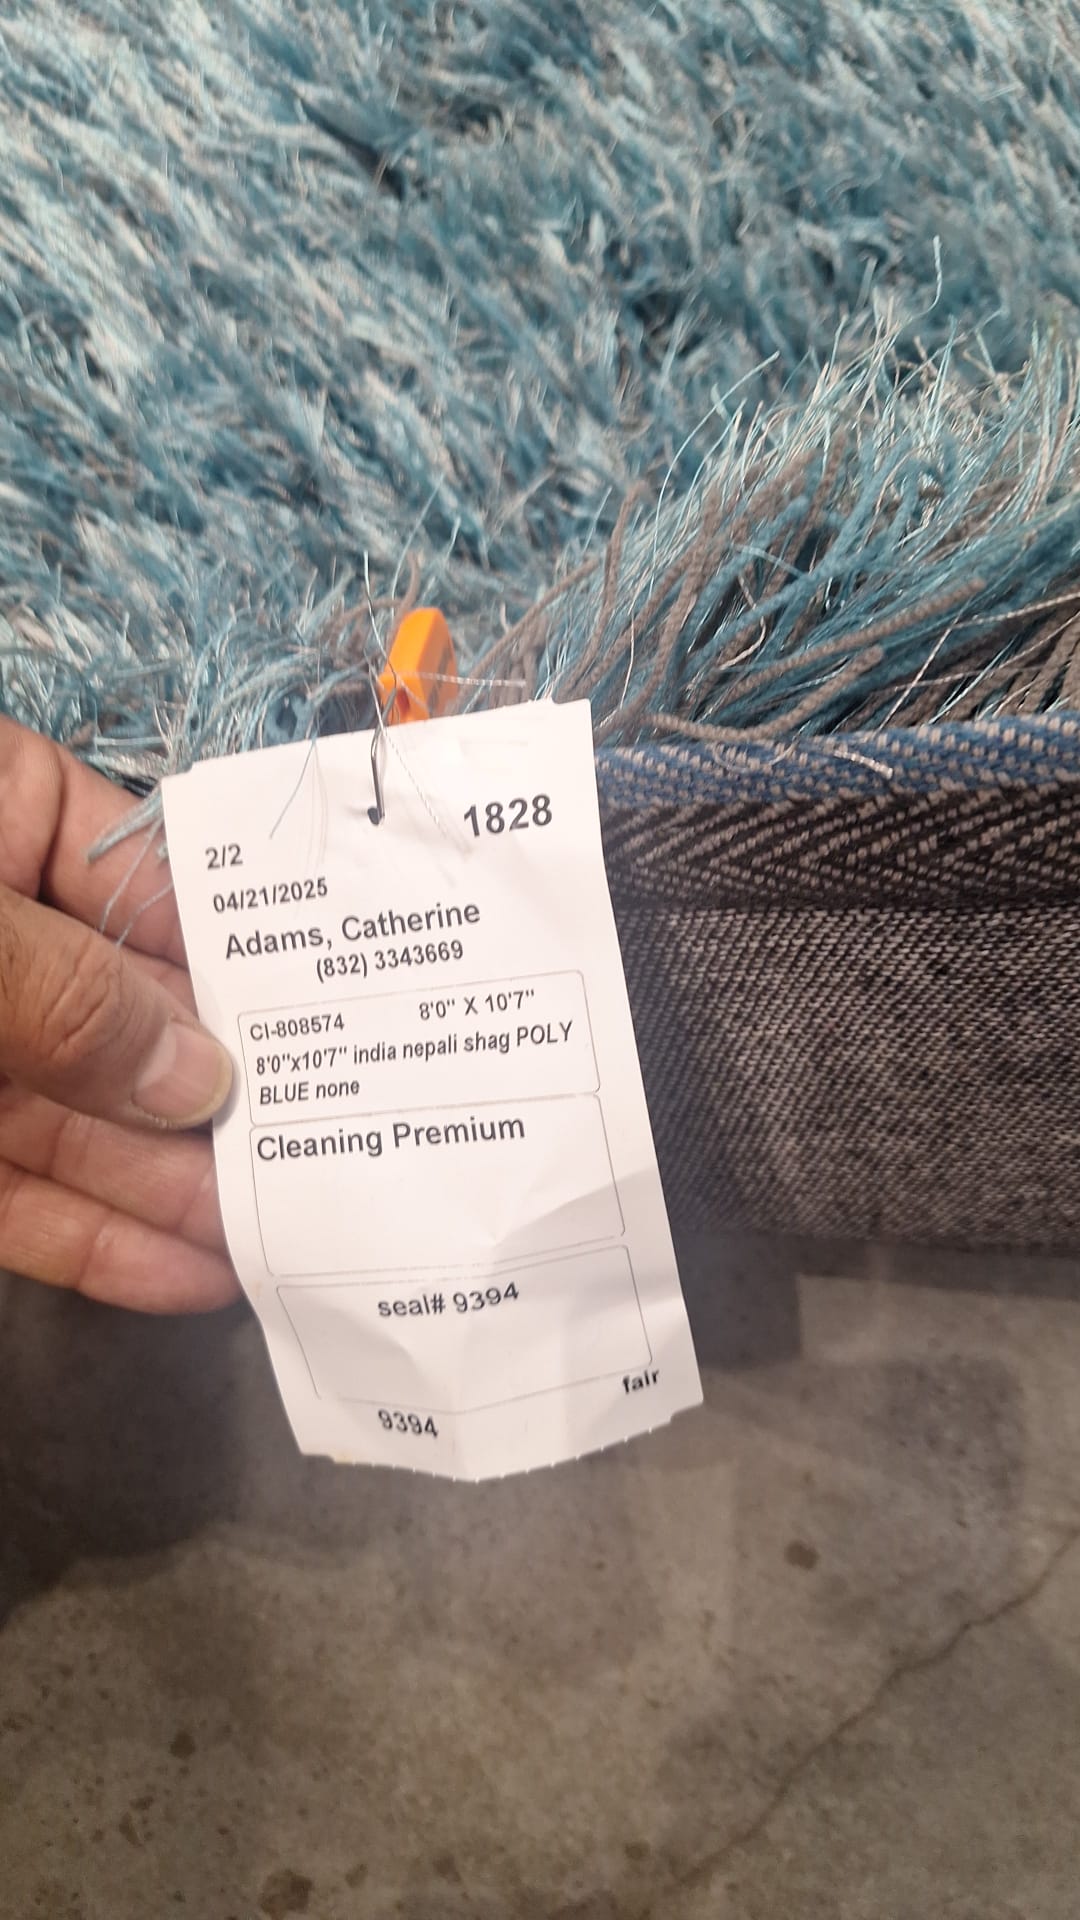 1828
2/2
04/21/2025
Adams, Catherine
(832) 3343669
CI-808574 8'0" X 10'7"
8'0"x10'7" india nepali shag POLY
BLUE none
Cleaning Premium
seal# 9394
fair
9394